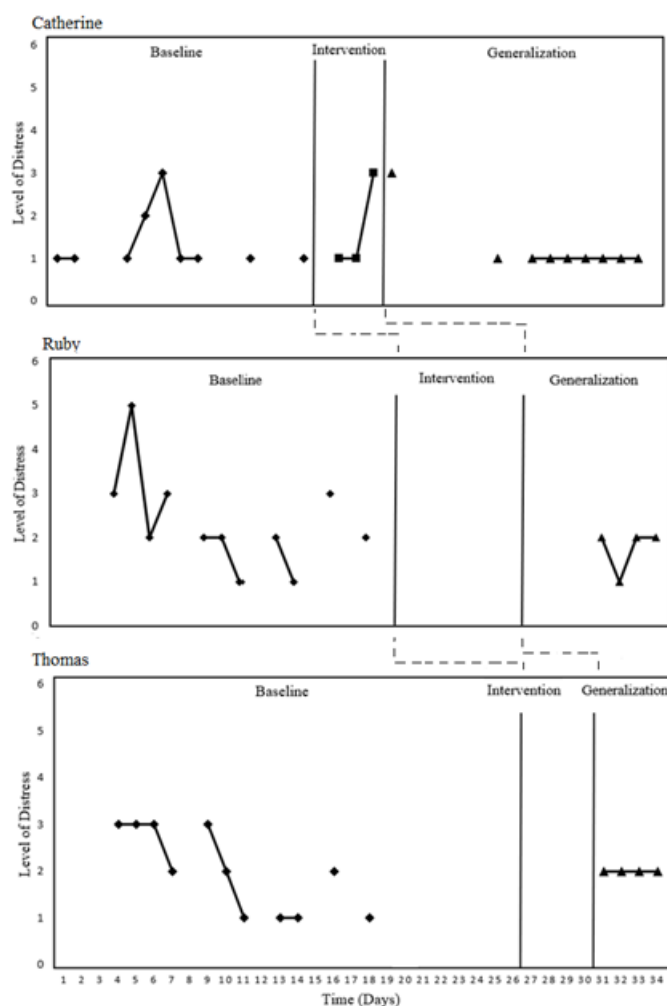 Catherine
6
Baseline Intervention Generalization
5
4
3
2
1
0
Level of Distress
Ruby
6
Baseline Intervention Generalization
5
4
3
2
1
0
Level of Distress
Thomas
6
Baseline Intervention Generalization
5
4
3
2
1
0
Level of Distress
1 2 3 4 5 6 7 8 9 10 11 12 13 14 15 16 17 18 19 20 21 22 23 24 25 26 27 28 29 30 31 32 33 34
Time (Days)